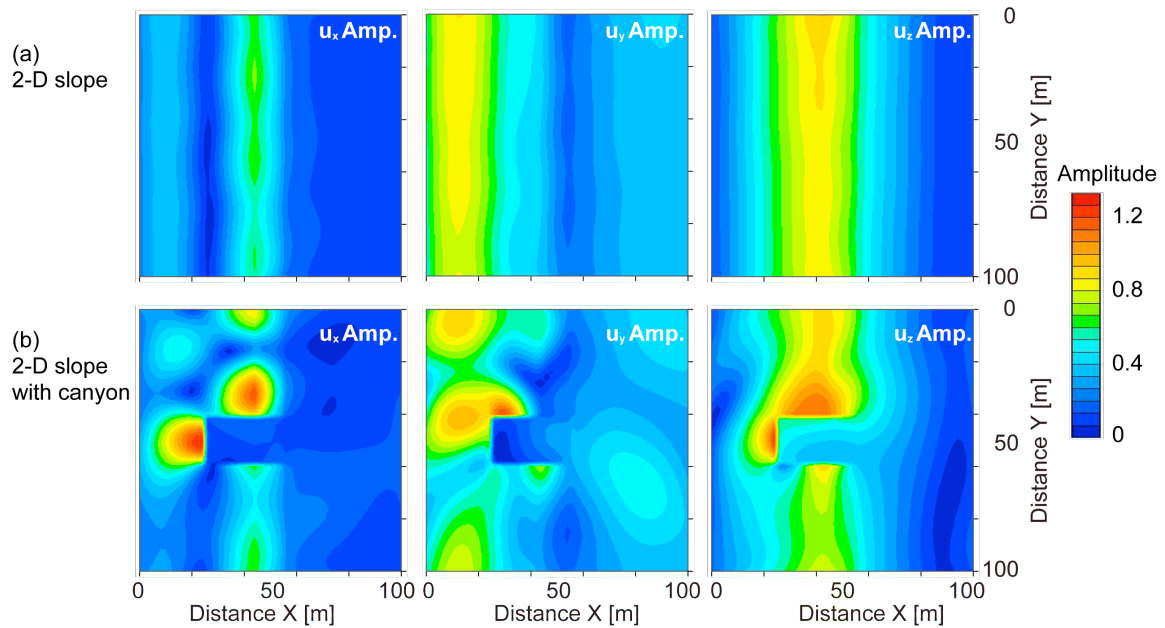 (a)
2-D slope
uₓ Amp.
uᵧ Amp.
u_z Amp.
0
50
100
Distance Y [m]
Amplitude
1.2
0.8
0.4
0
(b)
2-D slope
with canyon
uₓ Amp.
uᵧ Amp.
u_z Amp.
0
50
100
Distance Y [m]
0 50 100
0 50 100
0 50 100
Distance X [m]
Distance X [m]
Distance X [m]